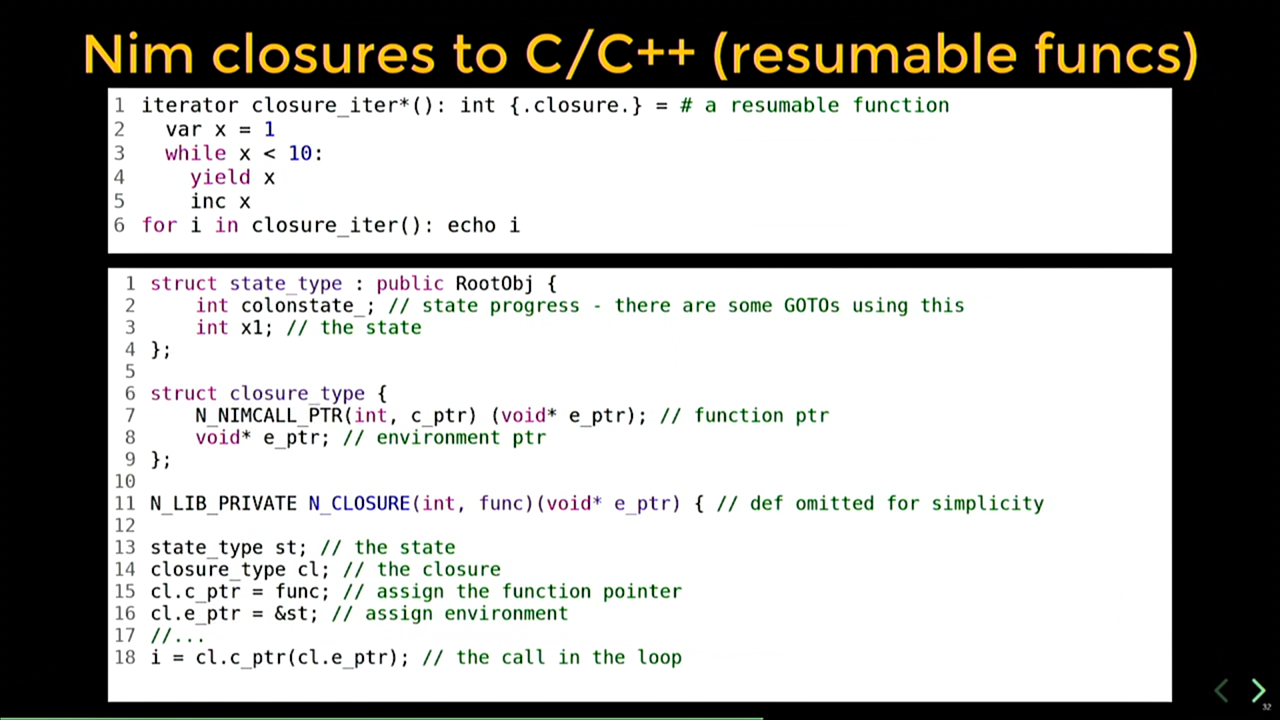 Nim closures to C/C++ (resumable funcs)
1 iterator closure_iter*(): int {.closure.} = # a resumable function
2   var x = 1
3   while x < 10:
4     yield x
5     inc x
6 for i in closure_iter(): echo i
1 struct state_type : public RootObj {
2     int colonstate_; // state progress - there are some GOTOs using this
3     int x1; // the state
4 };
5
6 struct closure_type {
7     N_NIMCALL_PTR(int, c_ptr) (void* e_ptr); // function ptr
8     void* e_ptr; // environment ptr
9 };
10
11 N_LIB_PRIVATE N_CLOSURE(int, func)(void* e_ptr) { // def omitted for simplicity
12
13 state_type st; // the state
14 closure_type cl; // the closure
15 cl.c_ptr = func; // assign the function pointer
16 cl.e_ptr = &st; // assign environment
17 //...
18 i = cl.c_ptr(cl.e_ptr); // the call in the loop
32